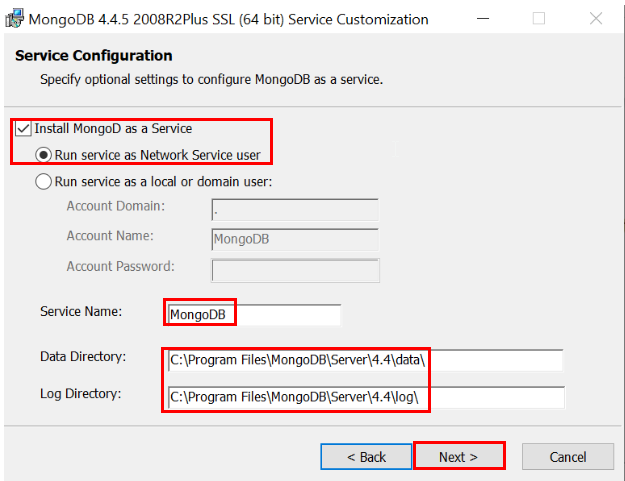 MongoDB 4.4.5 2008R2Plus SSL (64 bit) Service Customization
Service Configuration
Specify optional settings to configure MongoDB as a service.
Install MongoD as a Service
Run service as Network Service user
Run service as a local or domain user:
Account Domain: .
Account Name: MongoDB
Account Password:
Service Name: MongoDB
Data Directory: C:\Program Files\MongoDB\Server\4.4\data\
Log Directory: C:\Program Files\MongoDB\Server\4.4\log\
< Back Next > Cancel